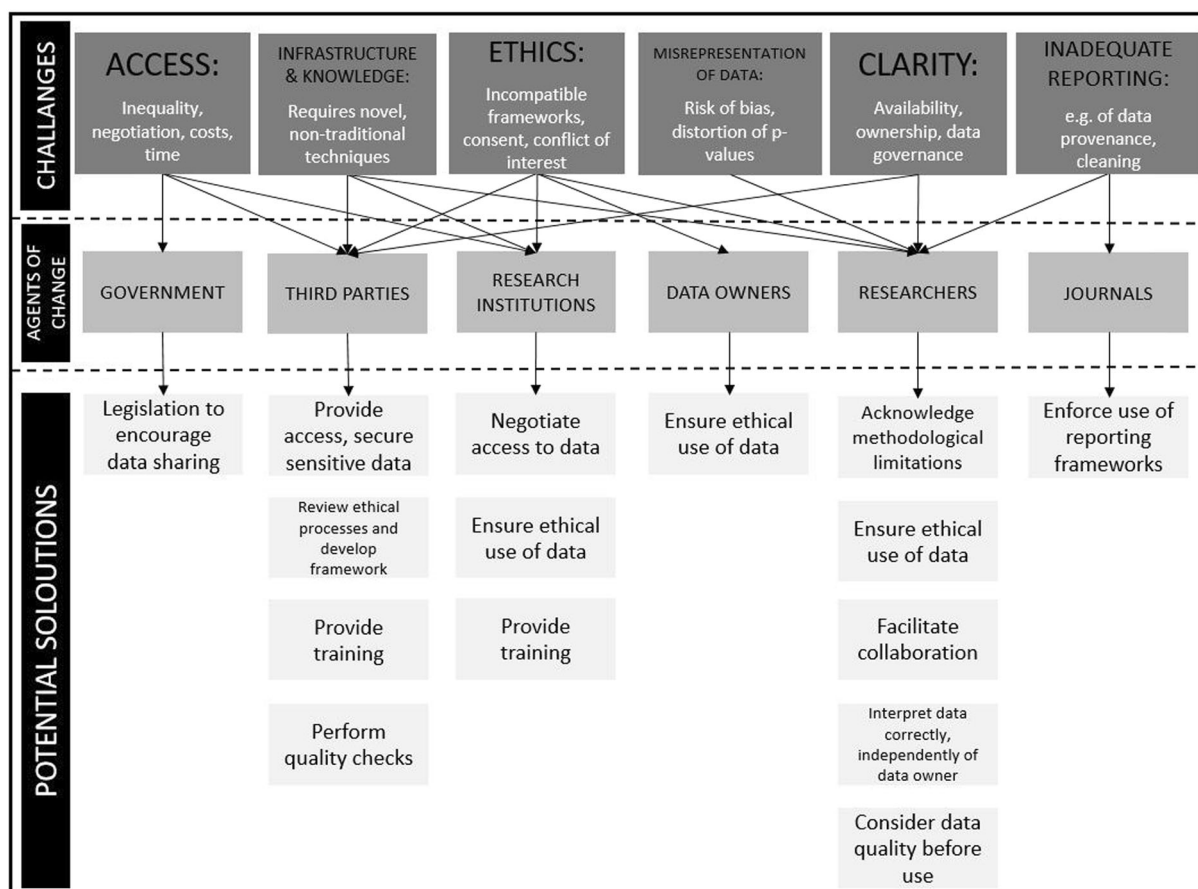 CHALLANGES
ACCESS:
Inequality,
negotiation, costs,
time
INFRASTRUCTURE
& KNOWLEDGE:
Requires novel,
non-traditional
techniques
ETHICS:
Incompatible
frameworks,
consent, conflict of
interest
MISREPRESENTATION
OF DATA:
Risk of bias,
distortion of p-
values
CLARITY:
Availability,
ownership, data
governance
INADEQUATE
REPORTING:
e.g. of data
provenance,
cleaning
AGENTS OF
CHANGE
GOVERNMENT
THIRD PARTIES
RESEARCH
INSTITUTIONS
DATA OWNERS
RESEARCHERS
JOURNALS
POTENTIAL SOLOUTIONS
Legislation to
encourage
data sharing
Provide
access, secure
sensitive data
Review ethical
processes and
develop
framework
Provide
training
Perform
quality checks
Negotiate
access to data
Ensure ethical
use of data
Provide
training
Ensure ethical
use of data
Acknowledge
methodological
limitations
Ensure ethical
use of data
Facilitate
collaboration
Interpret data
correctly,
independently of
data owner
Consider data
quality before
use
Enforce use of
reporting
frameworks